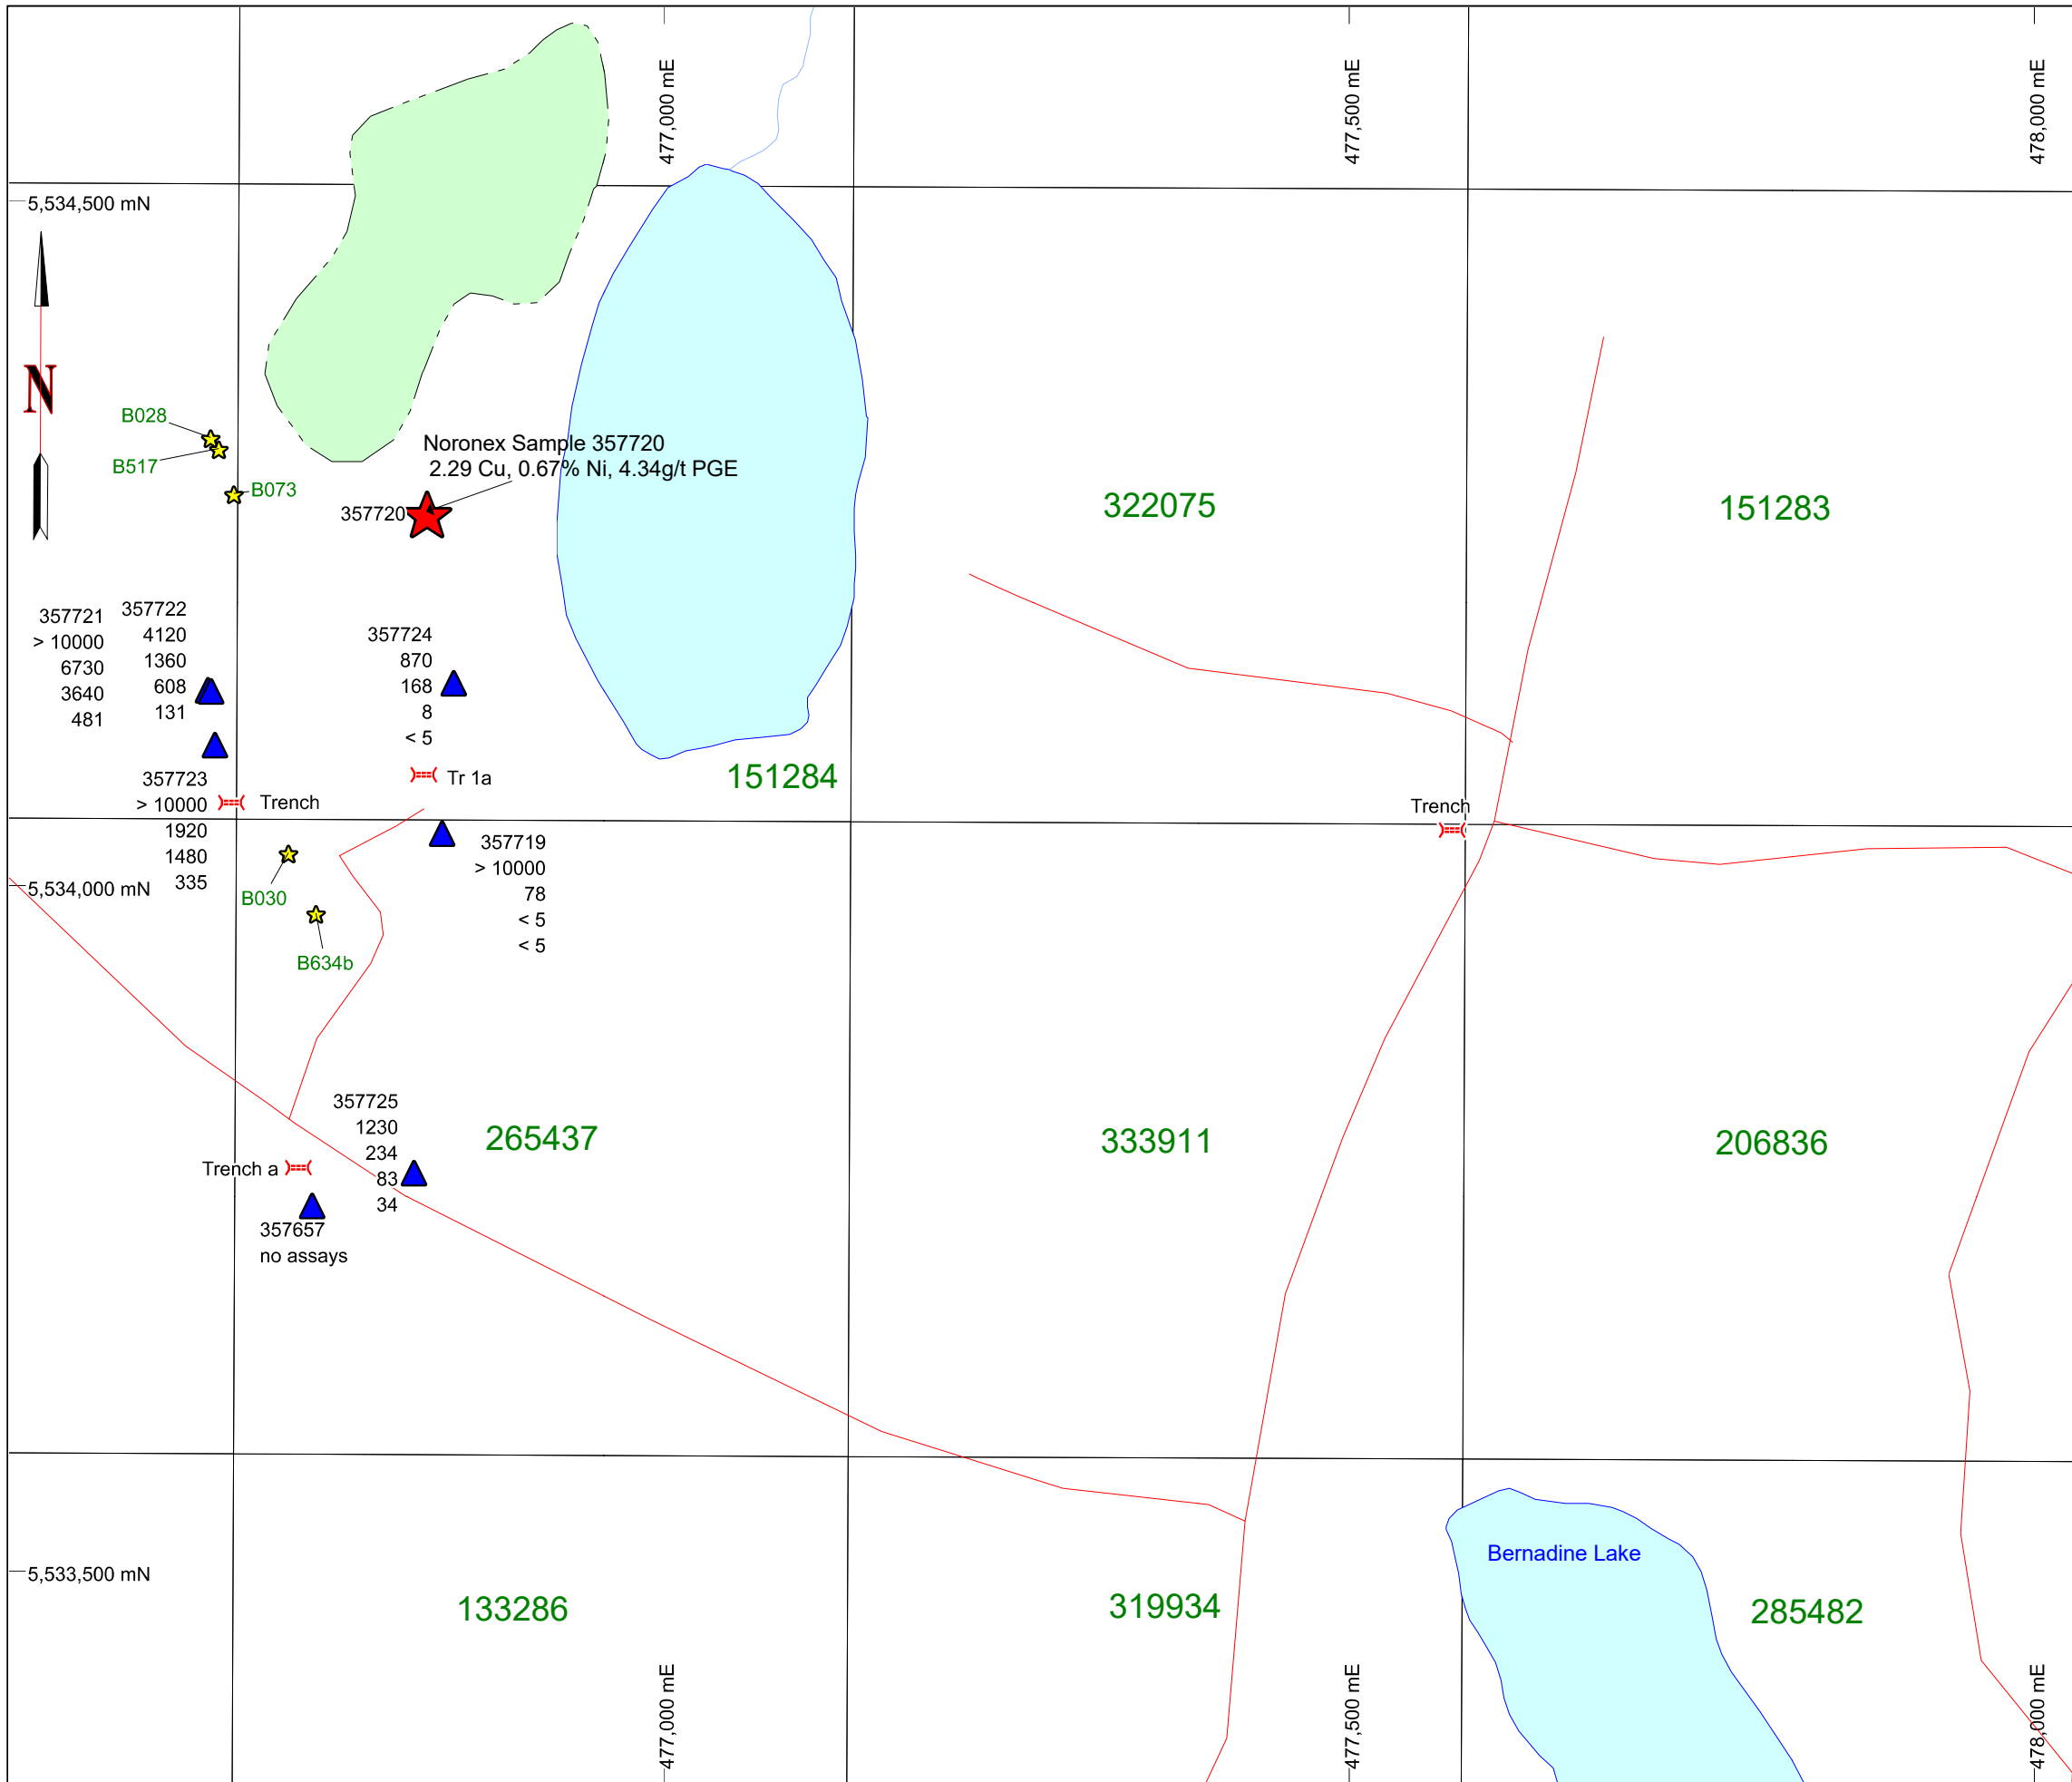 477,000 mE
477,500 mE
478,000 mE
5,534,500 mN
N
B028
B517
B073
Noronex Sample 357720
2.29 Cu, 0.67% Ni, 4.34g/t PGE
357720
322075
151283
357721
> 10000
6730
3640
481
357722
4120
1360
608
131
357724
870
168
8
< 5
Tr 1a
151284
357723
> 10000
1920
1480
335
Trench
Trench
357719
> 10000
78
< 5
< 5
5,534,000 mN
B030
B634b
357725
1230
234
83
34
265437
333911
206836
Trench a
357657
no assays
Bernadine Lake
5,533,500 mN
133286
319934
285482
477,000 mE
477,500 mE
478,000 mE